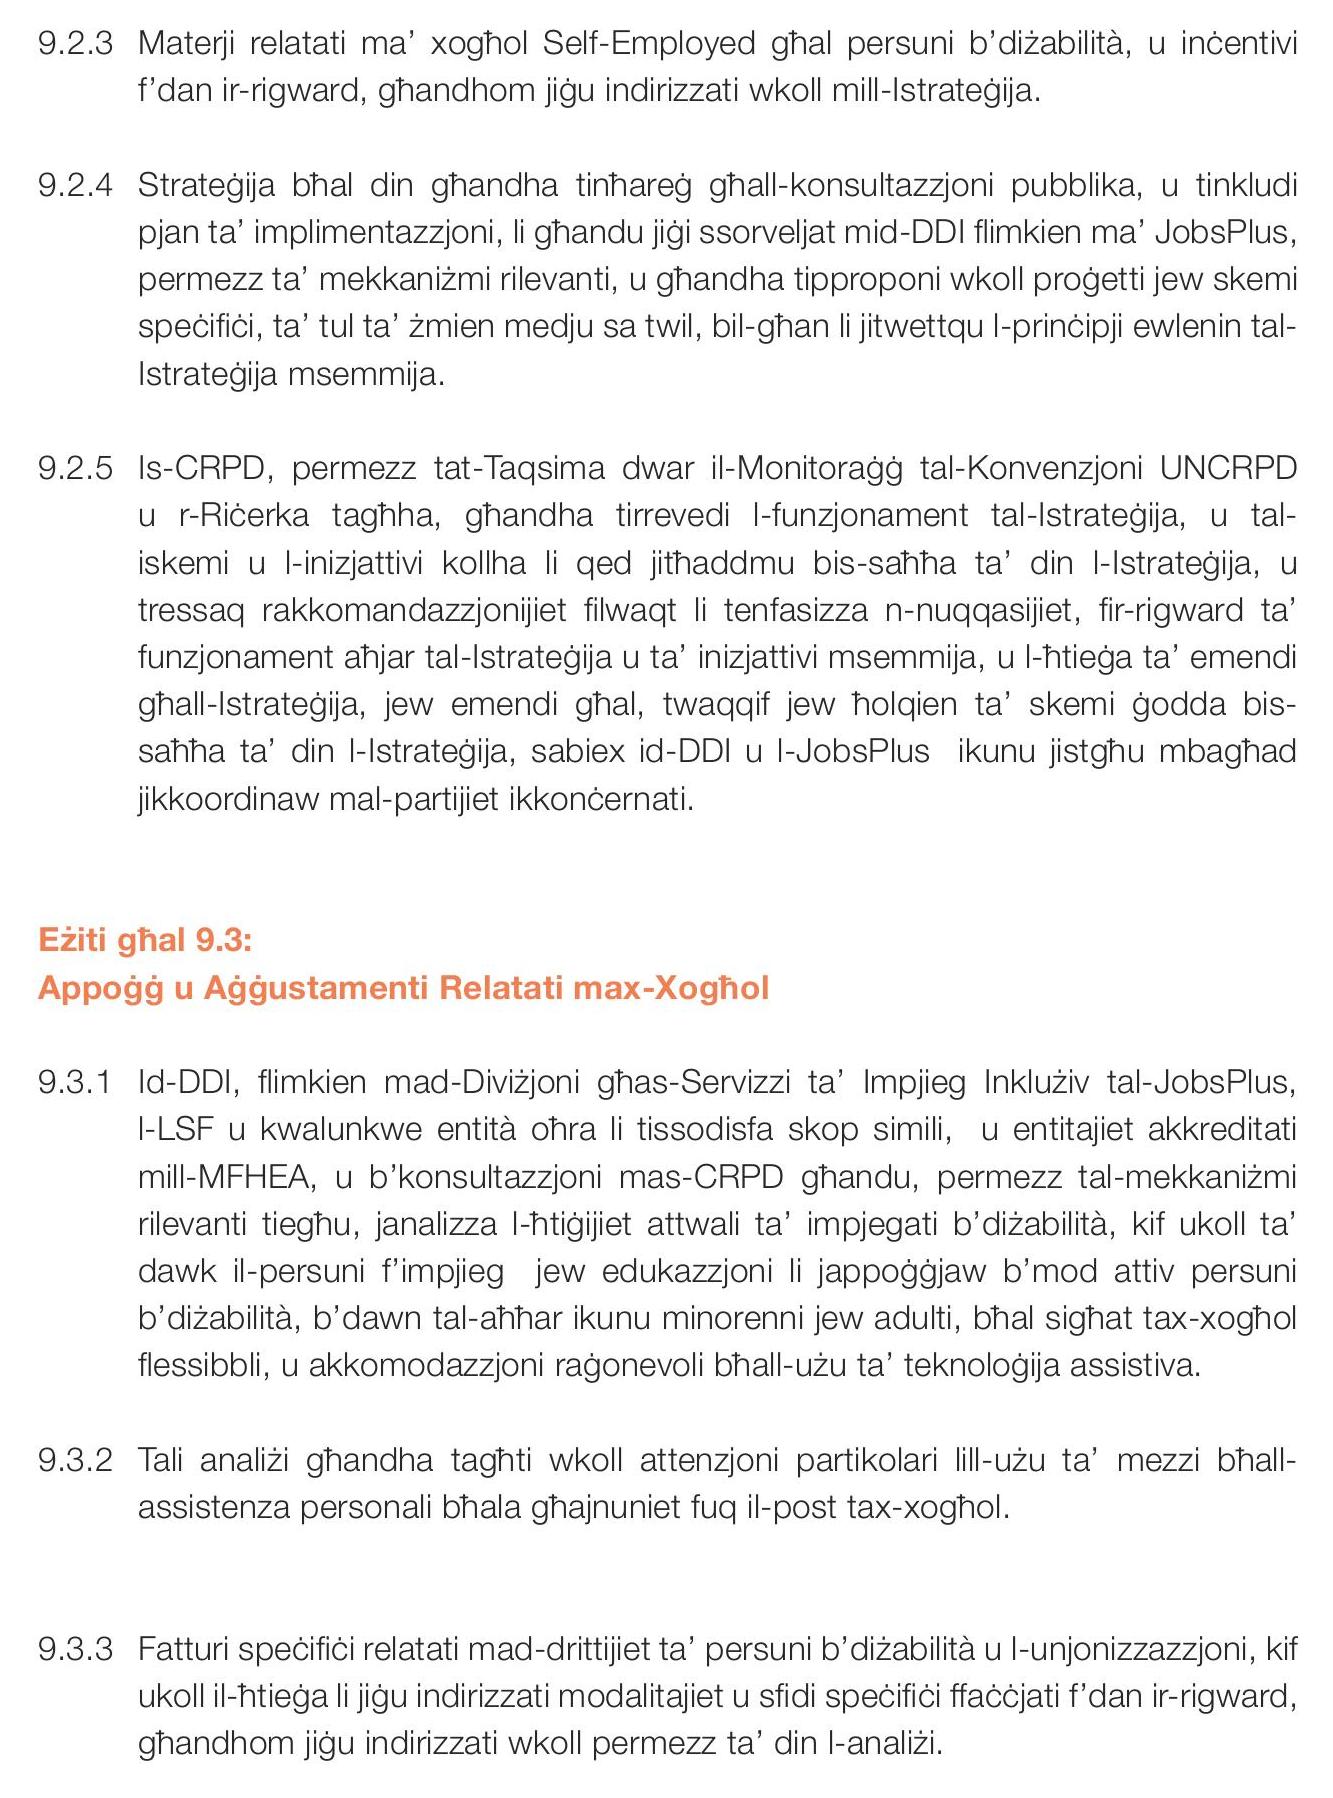 9.2.3 Materji relatati ma’ xogħol Self-Employed għal persuni b’diżabilità, u inċentivi
f’dan ir-rigward, għandhom jiġu indirizzati wkoll mill-Istrateġija.
9.2.4 Strateġija bħal din għandha tinħareġ għall-konsultazzjoni pubblika, u tinkludi
pjan ta’ implimentazzjoni, li għandu jiġi ssorveljat mid-DDI flimkien ma’ JobsPlus,
permezz ta’ mekkaniżmi rilevanti, u għandha tipproponi wkoll proġetti jew skemi
speċifiċi, ta’ tul ta’ żmien medju sa twil, bil-għan li jitwettqu l-prinċipji ewlenin tal-
Istrateġija msemmija.
9.2.5 Is-CRPD, permezz tat-Taqsima dwar il-Monitoraġġ tal-Konvenzjoni UNCRPD
u r-Riċerka tagħha, għandha tirrevedi l-funzjonament tal-Istrateġija, u tal-
iskemi u l-inizjattivi kollha li qed jitħaddmu bis-saħħa ta’ din l-Istrateġija, u
tressaq rakkomandazzjonijiet filwaqt li tenfasizza n-nuqqasijiet, fir-rigward ta’
funzjonament aħjar tal-Istrateġija u ta’ inizjattivi msemmija, u l-ħtieġa ta’ emendi
għall-Istrateġija, jew emendi għal, twaqqif jew ħolqien ta’ skemi ġodda bis-
saħħa ta’ din l-Istrateġija, sabiex id-DDI u l-JobsPlus ikunu jistgħu mbagħad
jikkoordinaw mal-partijiet ikkonċernati.
Eżiti għal 9.3:
Appoġġ u Aġġustamenti Relatati max-Xogħol
9.3.1 Id-DDI, flimkien mad-Diviżjoni għas-Servizzi ta’ Impjieg Inklużiv tal-JobsPlus,
l-LSF u kwalunkwe entità oħra li tissodisfa skop simili, u entitajiet akkreditati
mill-MFHEA, u b’konsultazzjoni mas-CRPD għandu, permezz tal-mekkaniżmi
rilevanti tiegħu, janalizza l-ħtiġijiet attwali ta’ impjegati b’diżabilità, kif ukoll ta’
dawk il-persuni f’impjieg jew edukazzjoni li jappoġġjaw b’mod attiv persuni
b’diżabilità, b’dawn tal-aħħar ikunu minorenni jew adulti, bħal sigħat tax-xogħol
flessibbli, u akkomodazzjoni raġonevoli bħall-użu ta’ teknoloġija assistiva.
9.3.2 Tali analiżi għandha tagħti wkoll attenzjoni partikolari lill-użu ta’ mezzi bħall-
assistenza personali bħala għajnuniet fuq il-post tax-xogħol.
9.3.3 Fatturi speċifiċi relatati mad-drittijiet ta’ persuni b’diżabilità u l-unjonizzazzjoni, kif
ukoll il-ħtieġa li jiġu indirizzati modalitajiet u sfidi speċifiċi ffaċċjati f’dan ir-rigward,
għandhom jiġu indirizzati wkoll permezz ta’ din l-analiżi.